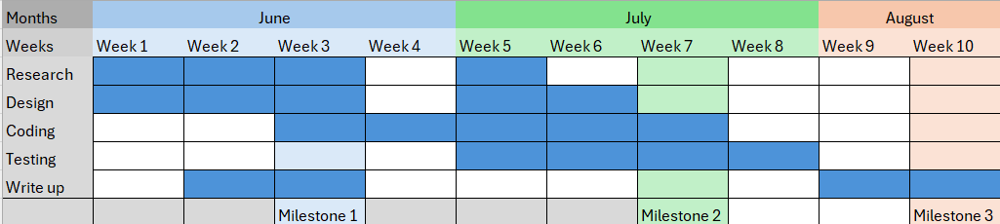 Months June July August
Weeks Week 1 Week 2 Week 3 Week 4 Week 5 Week 6 Week 7 Week 8 Week 9 Week 10
Research
Design
Coding
Testing
Write up
Milestone 1 Milestone 2 Milestone 3